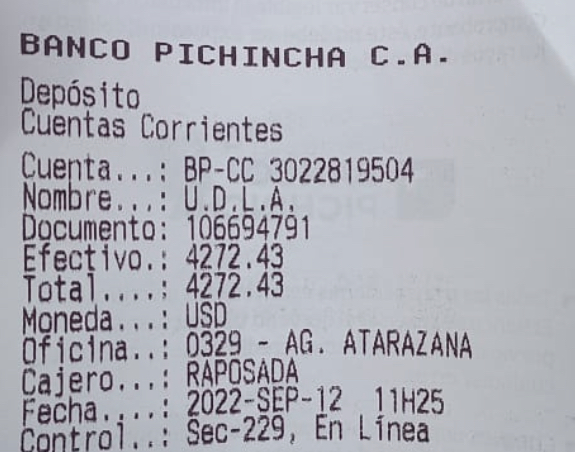 BANCO PICHINCHA C.A.
Depósito
Cuentas Corrientes
Cuenta...: BP-CC 3022819504
Nombre...: U.D.L.A.
Documento: 106694791
Efectivo.: 4272.43
Total....: 4272.43
Moneda...: USD
Oficina..: 0329 - AG. ATARAZANA
Cajero...: RAPOSADA
Fecha....: 2022-SEP-12 11H25
Control..: Sec-229, En Línea